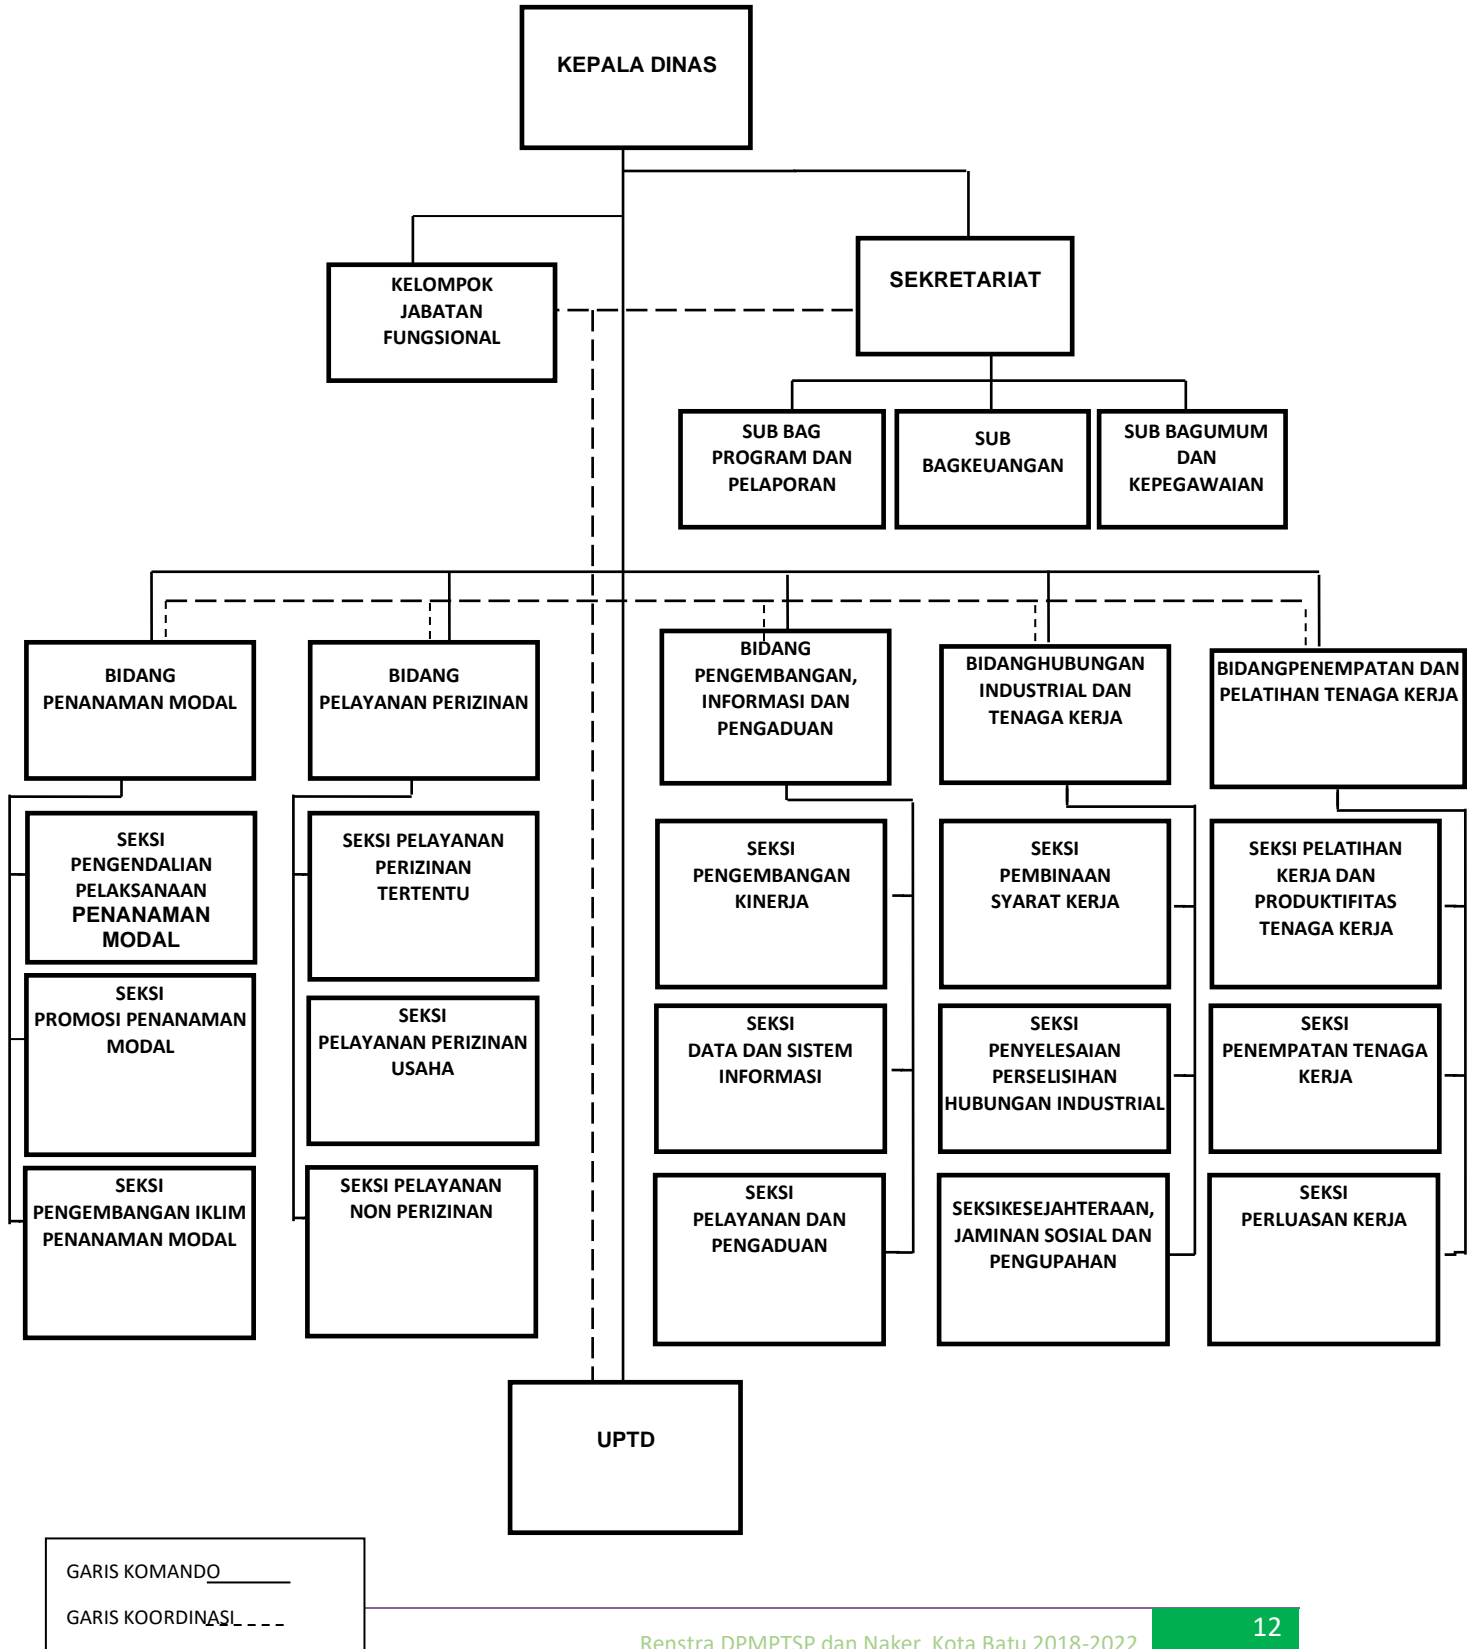 KEPALA DINAS
KELOMPOK
JABATAN
FUNGSIONAL
SEKRETARIAT
SUB BAG
PROGRAM DAN
PELAPORAN
SUB
BAGKEUANGAN
SUB BAGUMUM
DAN
KEPEGAWAIAN
BIDANG
PENANAMAN MODAL
BIDANG
PELAYANAN PERIZINAN
BIDANG
PENGEMBANGAN,
INFORMASI DAN
PENGADUAN
BIDANGHUBUNGAN
INDUSTRIAL DAN
TENAGA KERJA
BIDANGPENEMPATAN DAN
PELATIHAN TENAGA KERJA
SEKSI
PENGENDALIAN
PELAKSANAAN
PENANAMAN
MODAL
SEKSI PELAYANAN
PERIZINAN
TERTENTU
SEKSI
PENGEMBANGAN
KINERJA
SEKSI
PEMBINAAN
SYARAT KERJA
SEKSI PELATIHAN
KERJA DAN
PRODUKTIFITAS
TENAGA KERJA
SEKSI
PROMOSI PENANAMAN
MODAL
SEKSI
PELAYANAN PERIZINAN
USAHA
SEKSI
DATA DAN SISTEM
INFORMASI
SEKSI
PENYELESAIAN
PERSELISIHAN
HUBUNGAN INDUSTRIAL
SEKSI
PENEMPATAN TENAGA
KERJA
SEKSI
PENGEMBANGAN IKLIM
PENANAMAN MODAL
SEKSI PELAYANAN
NON PERIZINAN
SEKSI
PELAYANAN DAN
PENGADUAN
SEKSIKESEJAHTERAAN,
JAMINAN SOSIAL DAN
PENGUPAHAN
SEKSI
PERLUASAN KERJA
UPTD
GARIS KOMANDO
GARIS KOORDINASI
Renstra DPMPTSP dan Naker Kota Batu 2018-2022
12